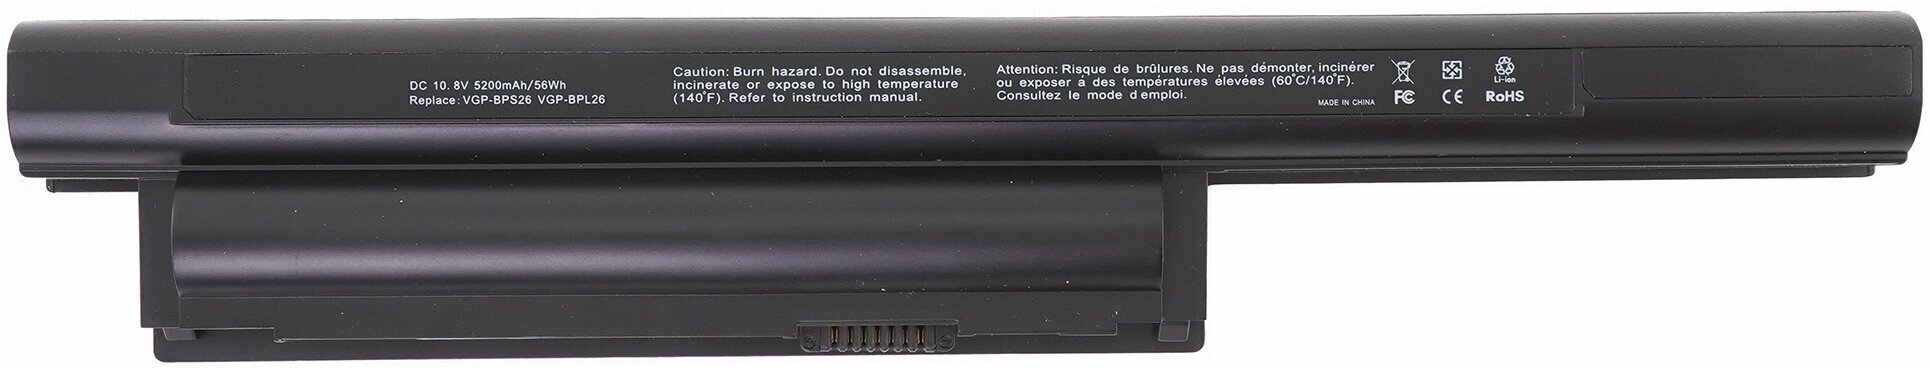 DC 10. 8V 5200mAh/56Wh
Replace: VGP-BPS26 VGP-BPL26
Caution: Burn hazard. Do not disassemble,
incinerate or expose to high temperature
(140°F). Refer to instruction manual.
Attention: Risque de brûlures. Ne pas démonter, incinérer
ou exposer á des températures élevées (60°C/140°F).
Consultez le mode d emploi.
MADE IN CHINA
Li-ion
FC CE RoHS